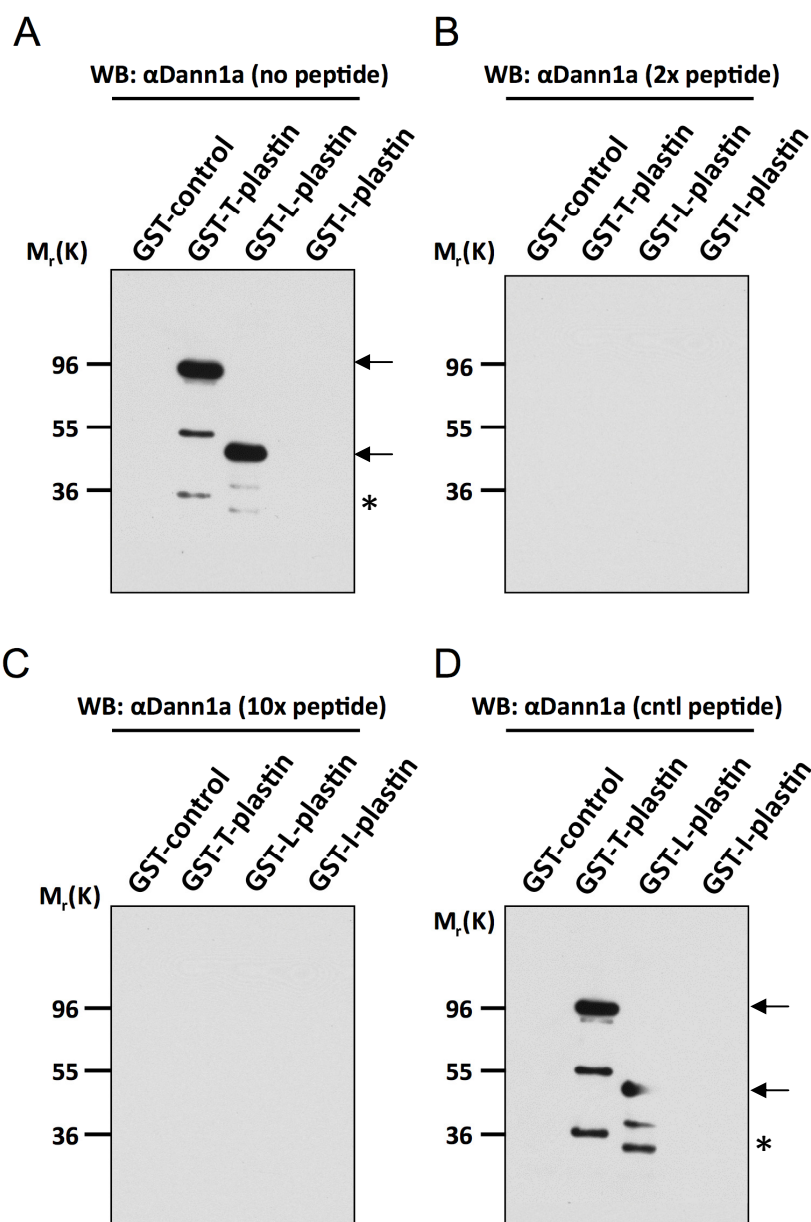 A
WB: αDann1a (no peptide)
GST-control
GST-T-plastin
GST-L-plastin
GST-I-plastin
Mr(K)
96
55
36
*
B
WB: αDann1a (2x peptide)
GST-control
GST-T-plastin
GST-L-plastin
GST-I-plastin
Mr(K)
96
55
36
C
WB: αDann1a (10x peptide)
GST-control
GST-T-plastin
GST-L-plastin
GST-I-plastin
Mr(K)
96
55
36
D
WB: αDann1a (cntl peptide)
GST-control
GST-T-plastin
GST-L-plastin
GST-I-plastin
Mr(K)
96
55
36
*